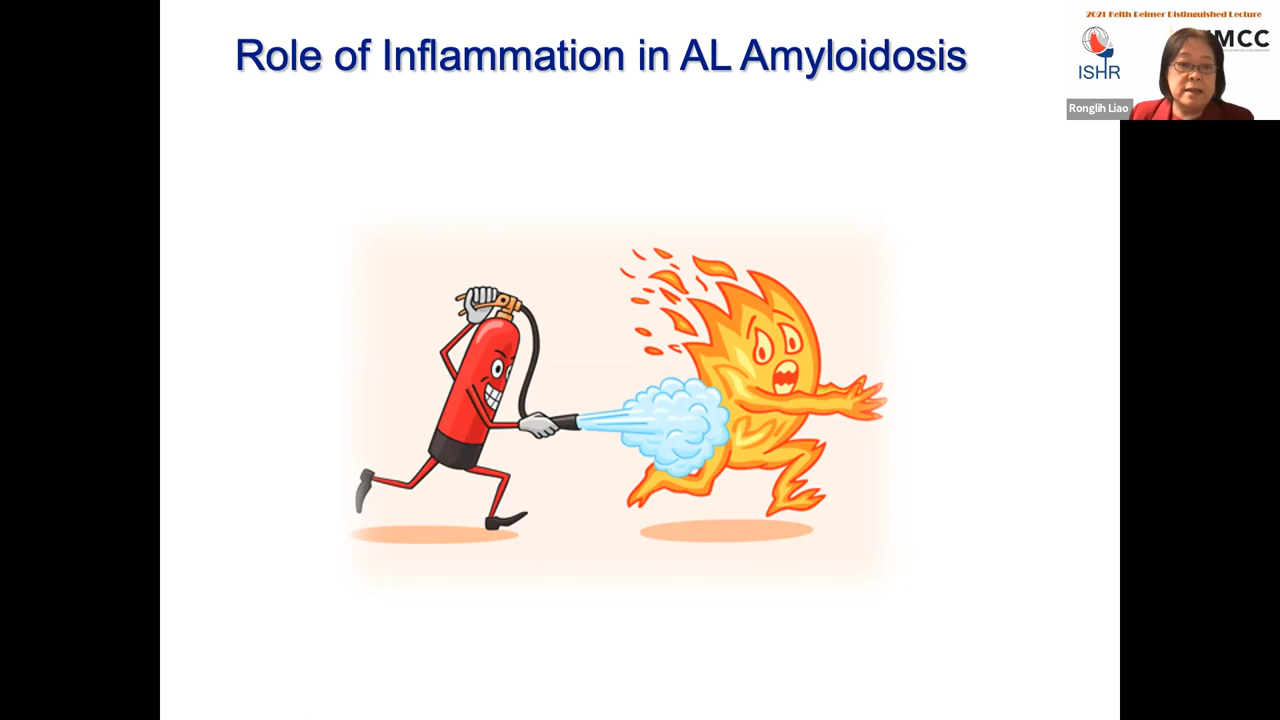 Role of Inflammation in AL Amyloidosis
2021 Keith Reimer Distinguished Lecture
MCC
ISHR
Ronglih Liao